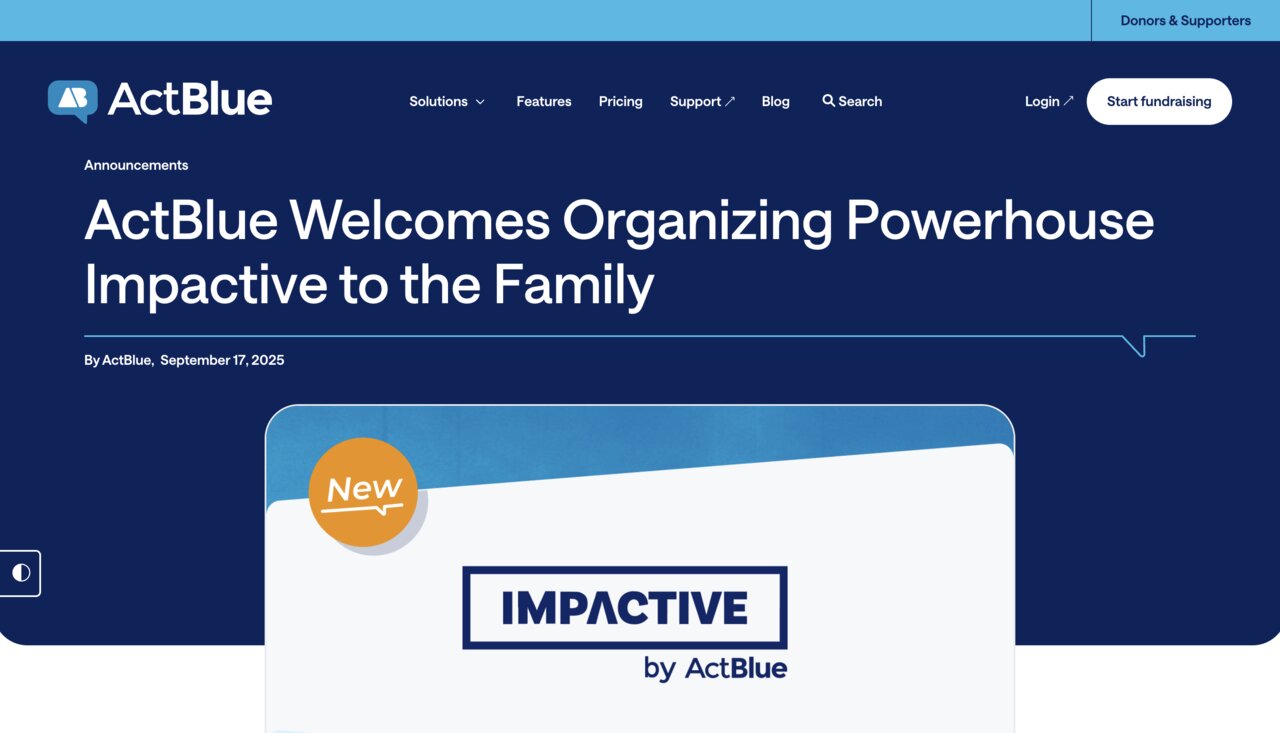 Donors & Supporters
AB ActBlue
Solutions Features Pricing Support Blog Search Login Start fundraising
Announcements
ActBlue Welcomes Organizing Powerhouse
Impactive to the Family
By ActBlue, September 17, 2025
New
IMPACTIVE
by ActBlue